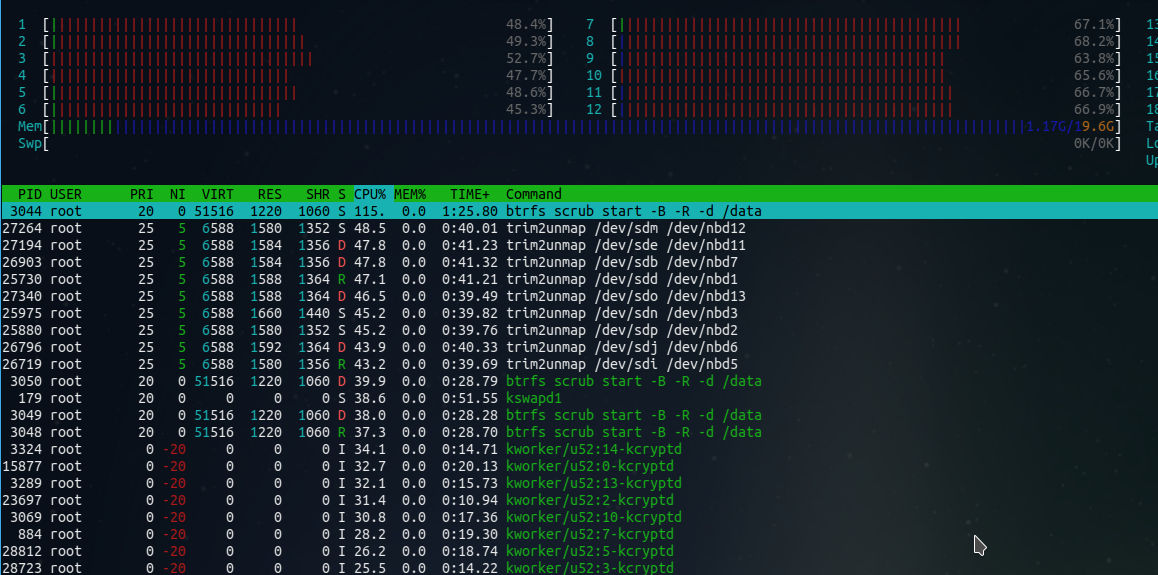 1 [ 48.4%] 7 [ 67.1%] 13
2 [ 49.3%] 8 [ 68.2%] 14
3 [ 52.7%] 9 [ 63.8%] 15
4 [ 47.7%] 10 [ 65.6%] 16
5 [ 48.6%] 11 [ 66.7%] 17
6 [ 45.3%] 12 [ 66.9%] 18
Mem[ 1.17G/19.6G] Ta
Swp[ 0K/0K] Lo
Up
PID USER PRI NI VIRT RES SHR S CPU% MEM% TIME+ Command
3044 root 20 0 51516 1220 1060 S 115. 0.0 1:25.80 btrfs scrub start -B -R -d /data
27264 root 25 5 6588 1580 1352 S 48.5 0.0 0:40.01 trim2unmap /dev/sdm /dev/nbd12
27194 root 25 5 6588 1584 1356 D 47.8 0.0 0:41.23 trim2unmap /dev/sde /dev/nbd11
26903 root 25 5 6588 1584 1356 D 47.8 0.0 0:41.32 trim2unmap /dev/sdb /dev/nbd7
25730 root 25 5 6588 1588 1364 R 47.1 0.0 0:41.21 trim2unmap /dev/sdd /dev/nbd1
27340 root 25 5 6588 1588 1364 D 46.5 0.0 0:39.49 trim2unmap /dev/sdo /dev/nbd13
25975 root 25 5 6588 1660 1440 S 45.2 0.0 0:39.82 trim2unmap /dev/sdn /dev/nbd3
25880 root 25 5 6588 1580 1352 S 45.2 0.0 0:39.76 trim2unmap /dev/sdp /dev/nbd2
26796 root 25 5 6588 1592 1364 D 43.9 0.0 0:40.33 trim2unmap /dev/sdj /dev/nbd6
26719 root 25 5 6588 1580 1356 R 43.2 0.0 0:39.69 trim2unmap /dev/sdi /dev/nbd5
3050 root 20 0 51516 1220 1060 D 39.9 0.0 0:28.79 btrfs scrub start -B -R -d /data
179 root 20 0 0 0 0 S 38.6 0.0 0:51.55 kswapd1
3049 root 20 0 51516 1220 1060 D 38.0 0.0 0:28.28 btrfs scrub start -B -R -d /data
3048 root 20 0 51516 1220 1060 R 37.3 0.0 0:28.70 btrfs scrub start -B -R -d /data
3324 root 0 -20 0 0 0 I 34.1 0.0 0:14.71 kworker/u52:14-kcryptd
15877 root 0 -20 0 0 0 I 32.7 0.0 0:20.13 kworker/u52:0-kcryptd
3289 root 0 -20 0 0 0 I 32.1 0.0 0:15.73 kworker/u52:13-kcryptd
23697 root 0 -20 0 0 0 I 31.4 0.0 0:10.94 kworker/u52:2-kcryptd
3069 root 0 -20 0 0 0 I 30.8 0.0 0:17.36 kworker/u52:10-kcryptd
884 root 0 -20 0 0 0 I 28.2 0.0 0:19.30 kworker/u52:7-kcryptd
28812 root 0 -20 0 0 0 I 26.2 0.0 0:18.74 kworker/u52:5-kcryptd
28723 root 0 -20 0 0 0 I 25.5 0.0 0:14.22 kworker/u52:3-kcryptd